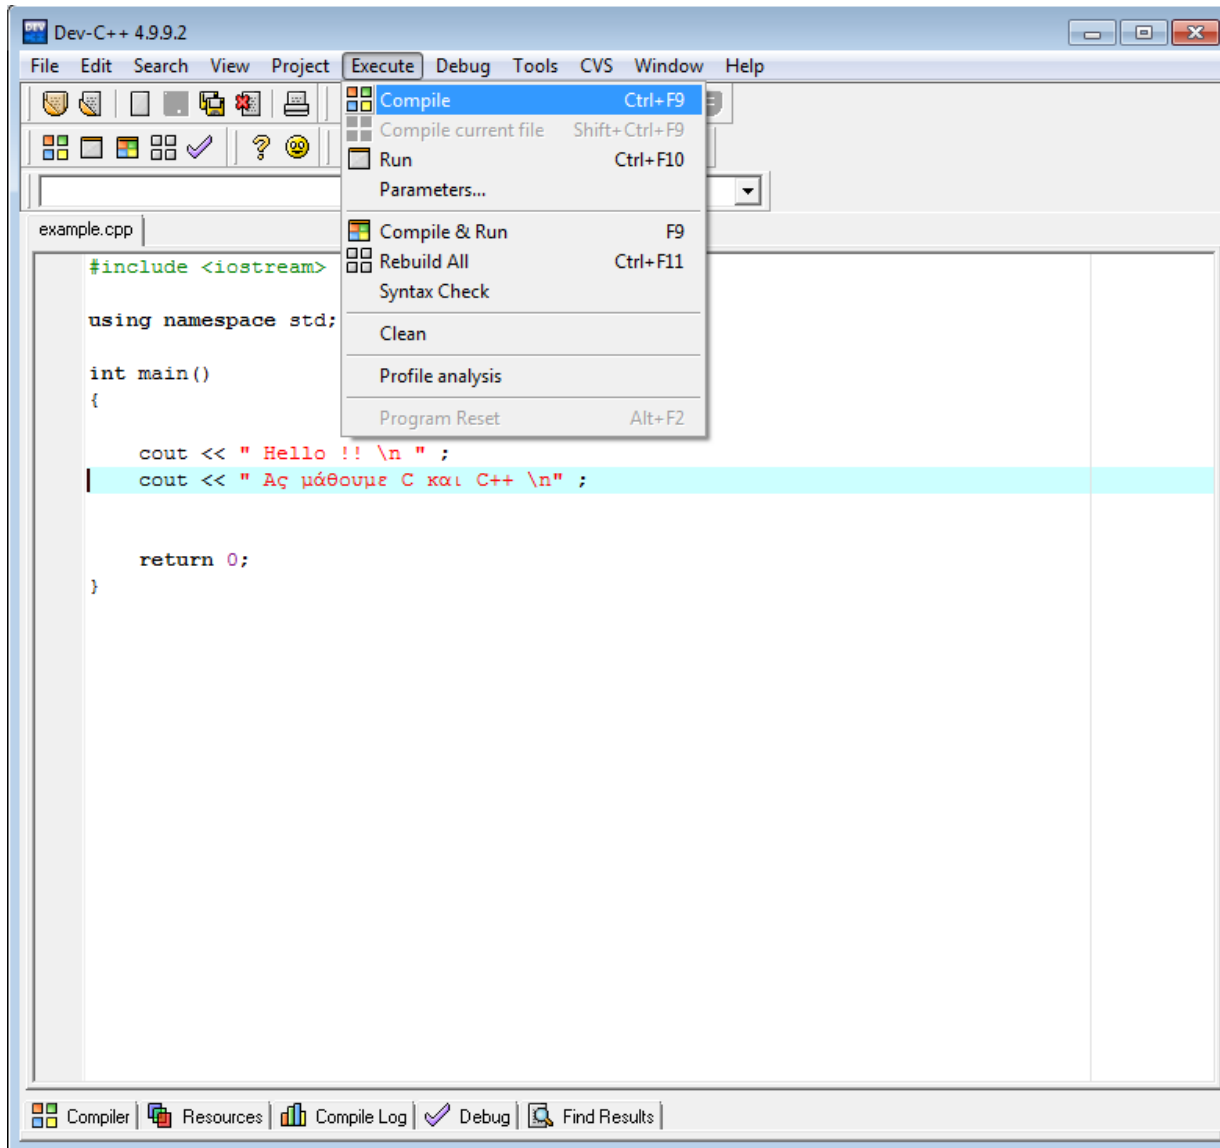 Dev-C++ 4.9.9.2
File Edit Search View Project Execute Debug Tools CVS Window Help
Compile Ctrl+F9
Compile current file Shift+Ctrl+F9
Run Ctrl+F10
Parameters...
Compile & Run F9
Rebuild All Ctrl+F11
Syntax Check
Clean
Profile analysis
Program Reset Alt+F2
example.cpp
#include <iostream>
using namespace std;
int main()
{
cout << " Hello !! \n " ;
cout << " Ας μάθουμε C και C++ \n" ;
return 0;
}
Compiler Resources Compile Log Debug Find Results